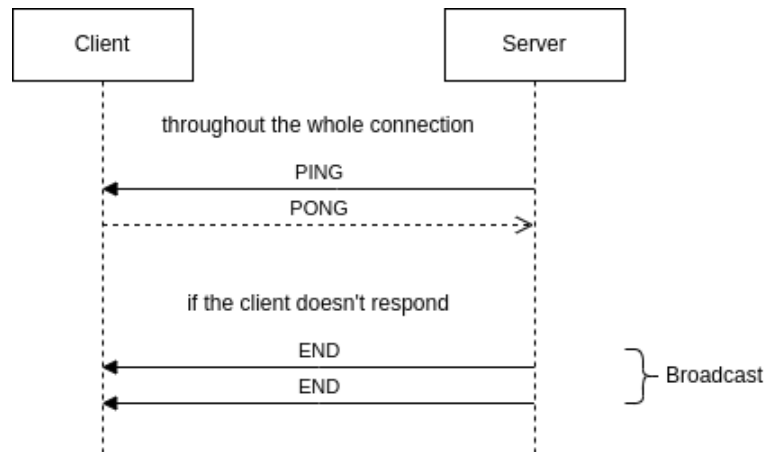 Client
Server
throughout the whole connection
PING
PONG
if the client doesn't respond
END
END
Broadcast